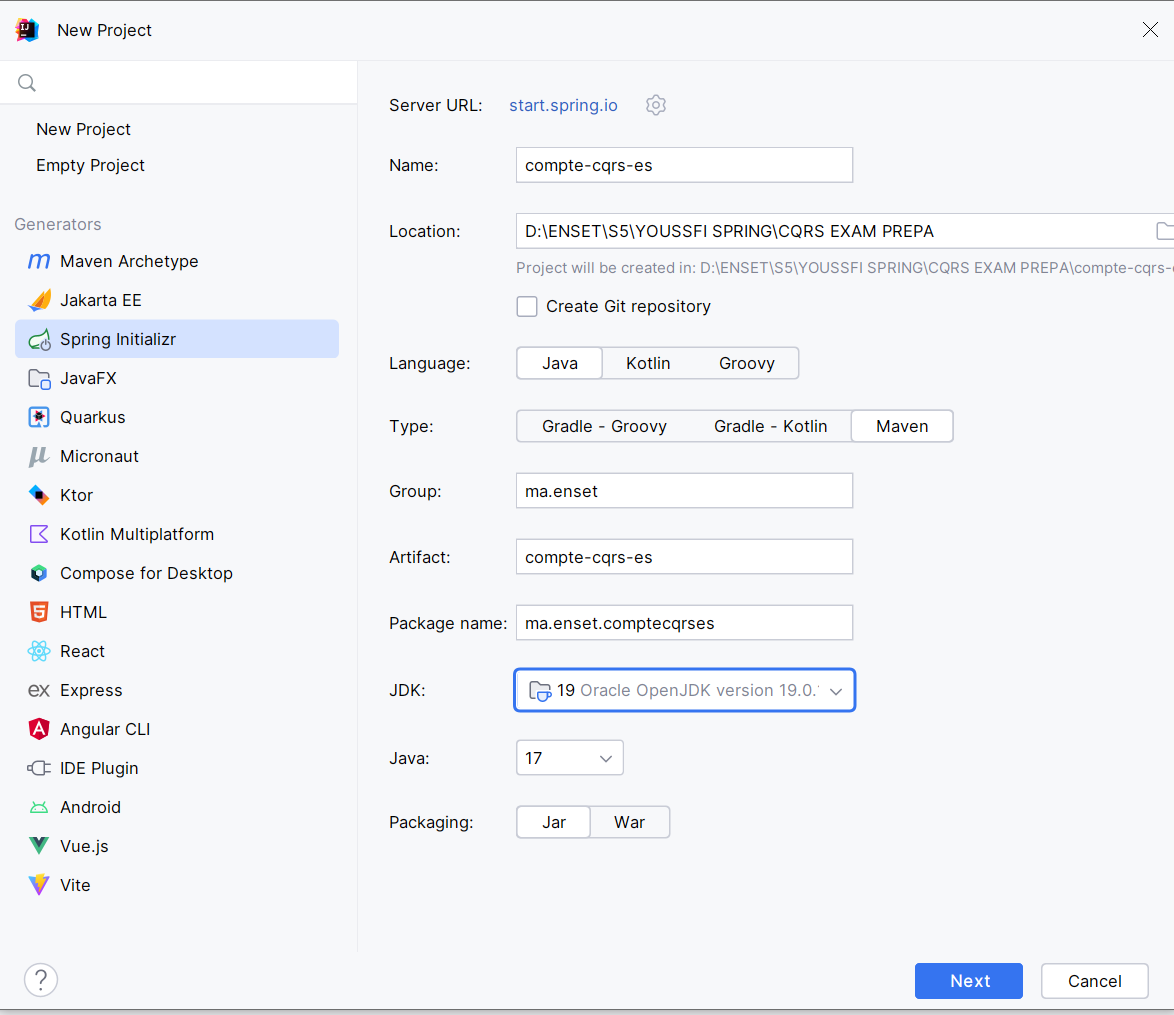 New Project
New Project
Empty Project
Generators
Maven Archetype
Jakarta EE
Spring Initializr
JavaFX
Quarkus
Micronaut
Ktor
Kotlin Multiplatform
Compose for Desktop
HTML
React
Express
Angular CLI
IDE Plugin
Android
Vue.js
Vite
?
Server URL: start.spring.io
Name: compte-cqrs-es
Location: D:\ENSET\S5\YOUSSFI SPRING\CQRS EXAM PREPA
Project will be created in: D:\ENSET\S5\YOUSSFI SPRING\CQRS EXAM PREPA\compte-cqrs-
Create Git repository
Language: Java Kotlin Groovy
Type: Gradle - Groovy Gradle - Kotlin Maven
Group: ma.enset
Artifact: compte-cqrs-es
Package name: ma.enset.comptecqrses
JDK: 19 Oracle OpenJDK version 19.0.
Java: 17
Packaging: Jar War
Next Cancel